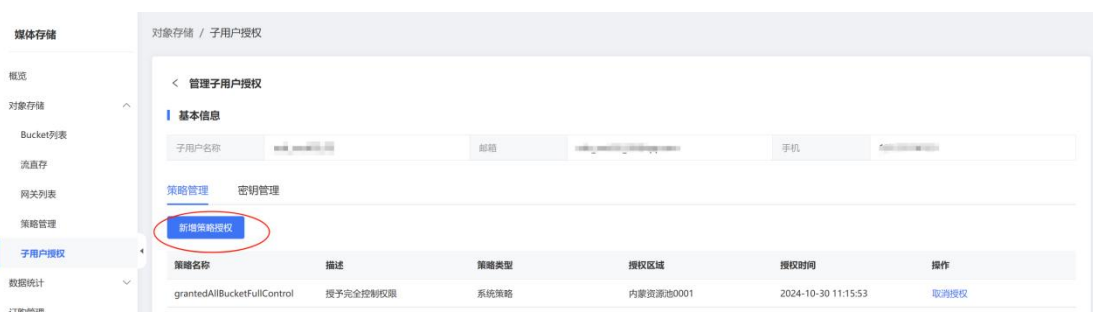 媒体存储
对象存储 / 子用户授权
概览
对象存储
Bucket列表
流直存
网关列表
策略管理
子用户授权
数据统计
订购管理
< 管理子用户授权
基本信息
子用户名称
邮箱
手机
策略管理 密钥管理
新增策略授权
策略名称 描述 策略类型 授权区域 授权时间 操作
grantedAllBucketFullControl 授予完全控制权限 系统策略 内蒙资源池0001 2024-10-30 11:15:53 取消授权